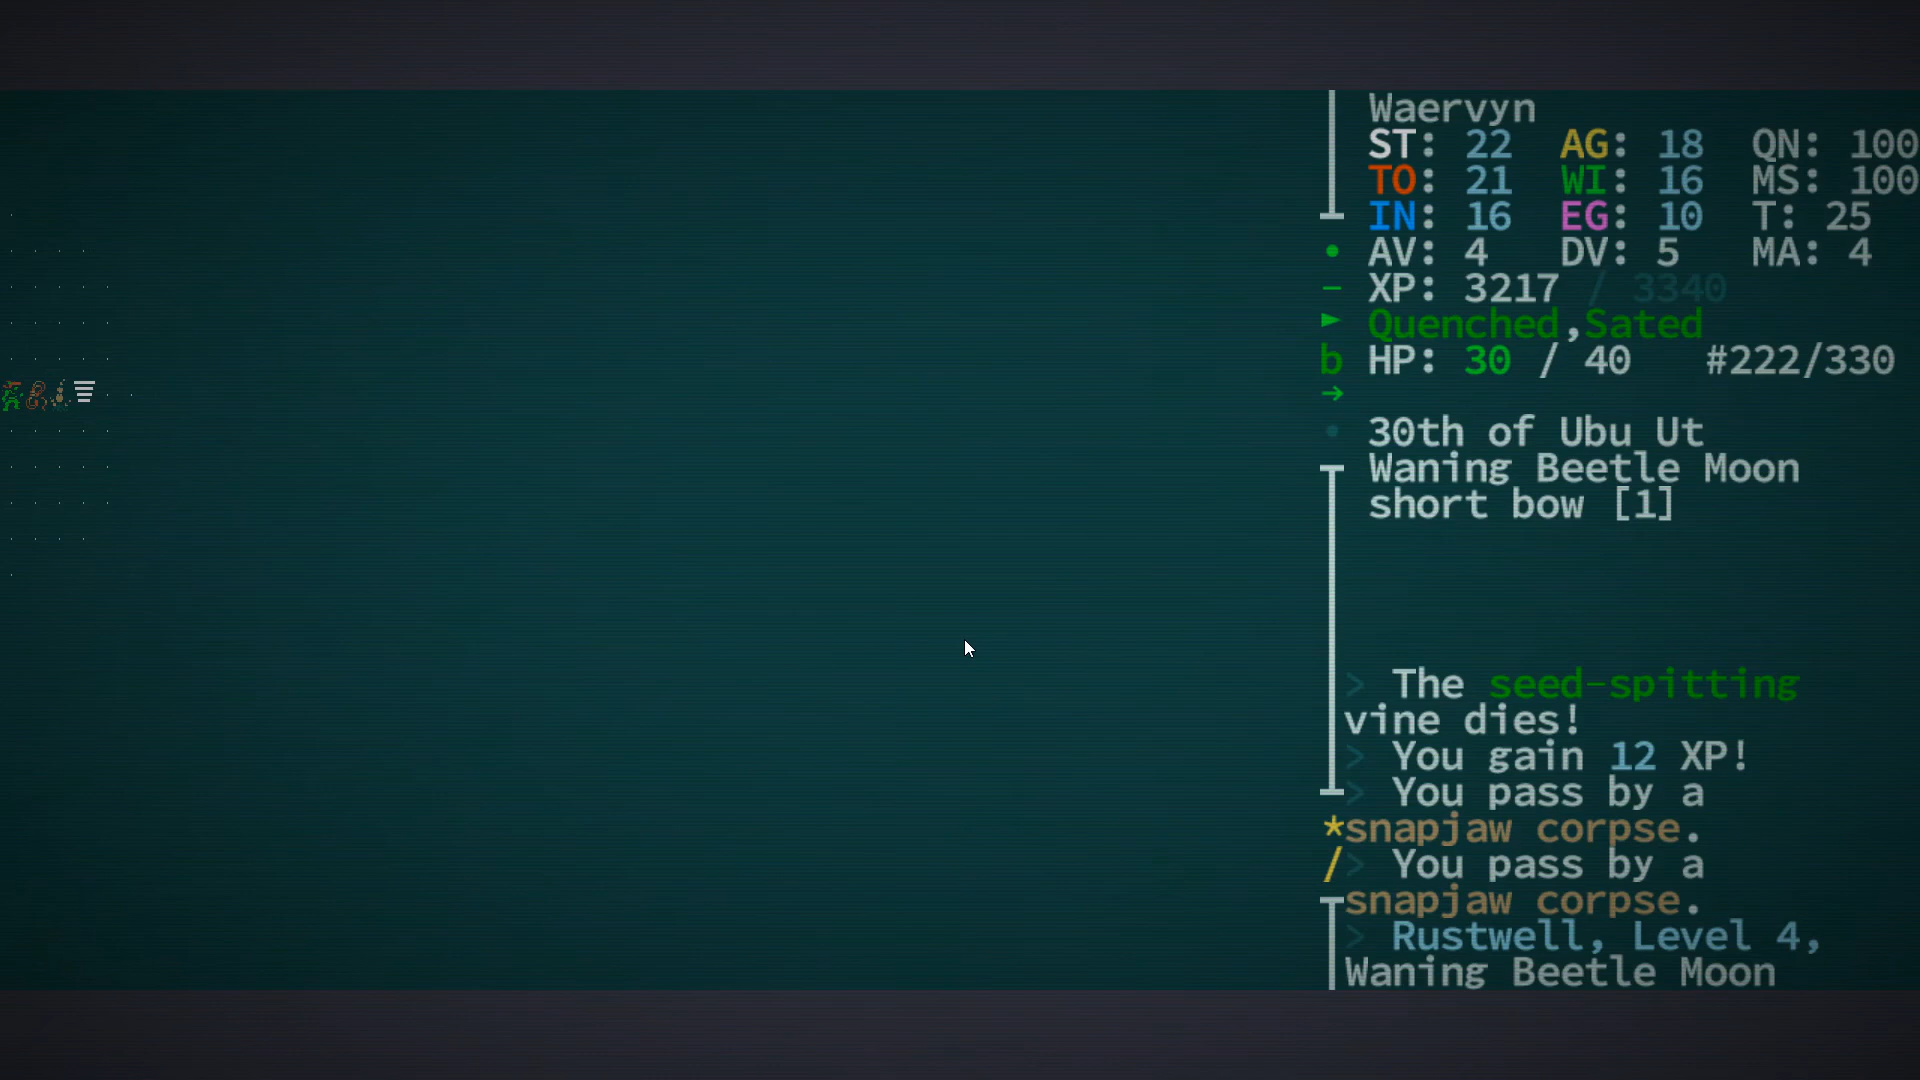 Waervyn
ST: 22 AG: 18 QN: 100
TO: 21 WI: 16 MS: 100
IN: 16 EG: 10 T: 25
AV: 4 DV: 5 MA: 4
XP: 3217 / 3340
Quenched,Sated
b HP: 30 / 40 #222/330
30th of Ubu Ut
Waning Beetle Moon
short bow [1]
> The seed-spitting
vine dies!
> You gain 12 XP!
> You pass by a
*snapjaw corpse.
/> You pass by a
snapjaw corpse.
> Rustwell, Level 4,
Waning Beetle Moon